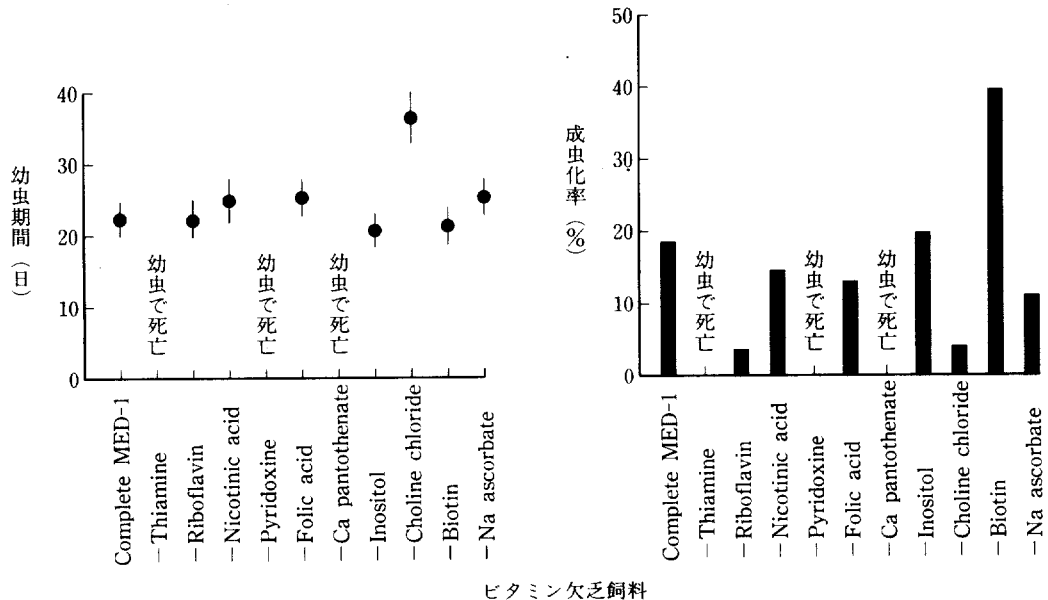 幼虫期間（日）
40
30
20
10
0
幼虫で死亡
幼虫で死亡
幼虫で死亡
Complete MED-1
－Thiamine
－Riboflavin
－Nicotinic acid
－Pyridoxine
－Folic acid
－Ca pantothenate
－Inositol
－Choline chloride
－Biotin
－Na ascorbate
成虫化率（%）
50
40
30
20
10
0
幼虫で死亡
幼虫で死亡
幼虫で死亡
Complete MED-1
－Thiamine
－Riboflavin
－Nicotinic acid
－Pyridoxine
－Folic acid
－Ca pantothenate
－Inositol
－Choline chloride
－Biotin
－Na ascorbate
ビタミン欠乏飼料